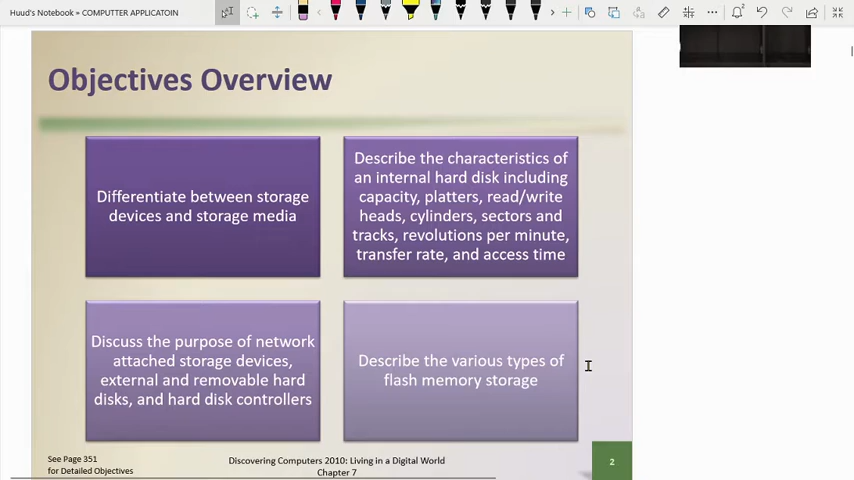 Huud's Notebook » COMPUTTER APPLICATOIN
Objectives Overview
Differentiate between storage
devices and storage media
Describe the characteristics of
an internal hard disk including
capacity, platters, read/write
heads, cylinders, sectors and
tracks, revolutions per minute,
transfer rate, and access time
Discuss the purpose of network
attached storage devices,
external and removable hard
disks, and hard disk controllers
Describe the various types of
flash memory storage
See Page 351
for Detailed Objectives
Discovering Computers 2010: Living in a Digital World
Chapter 7
2